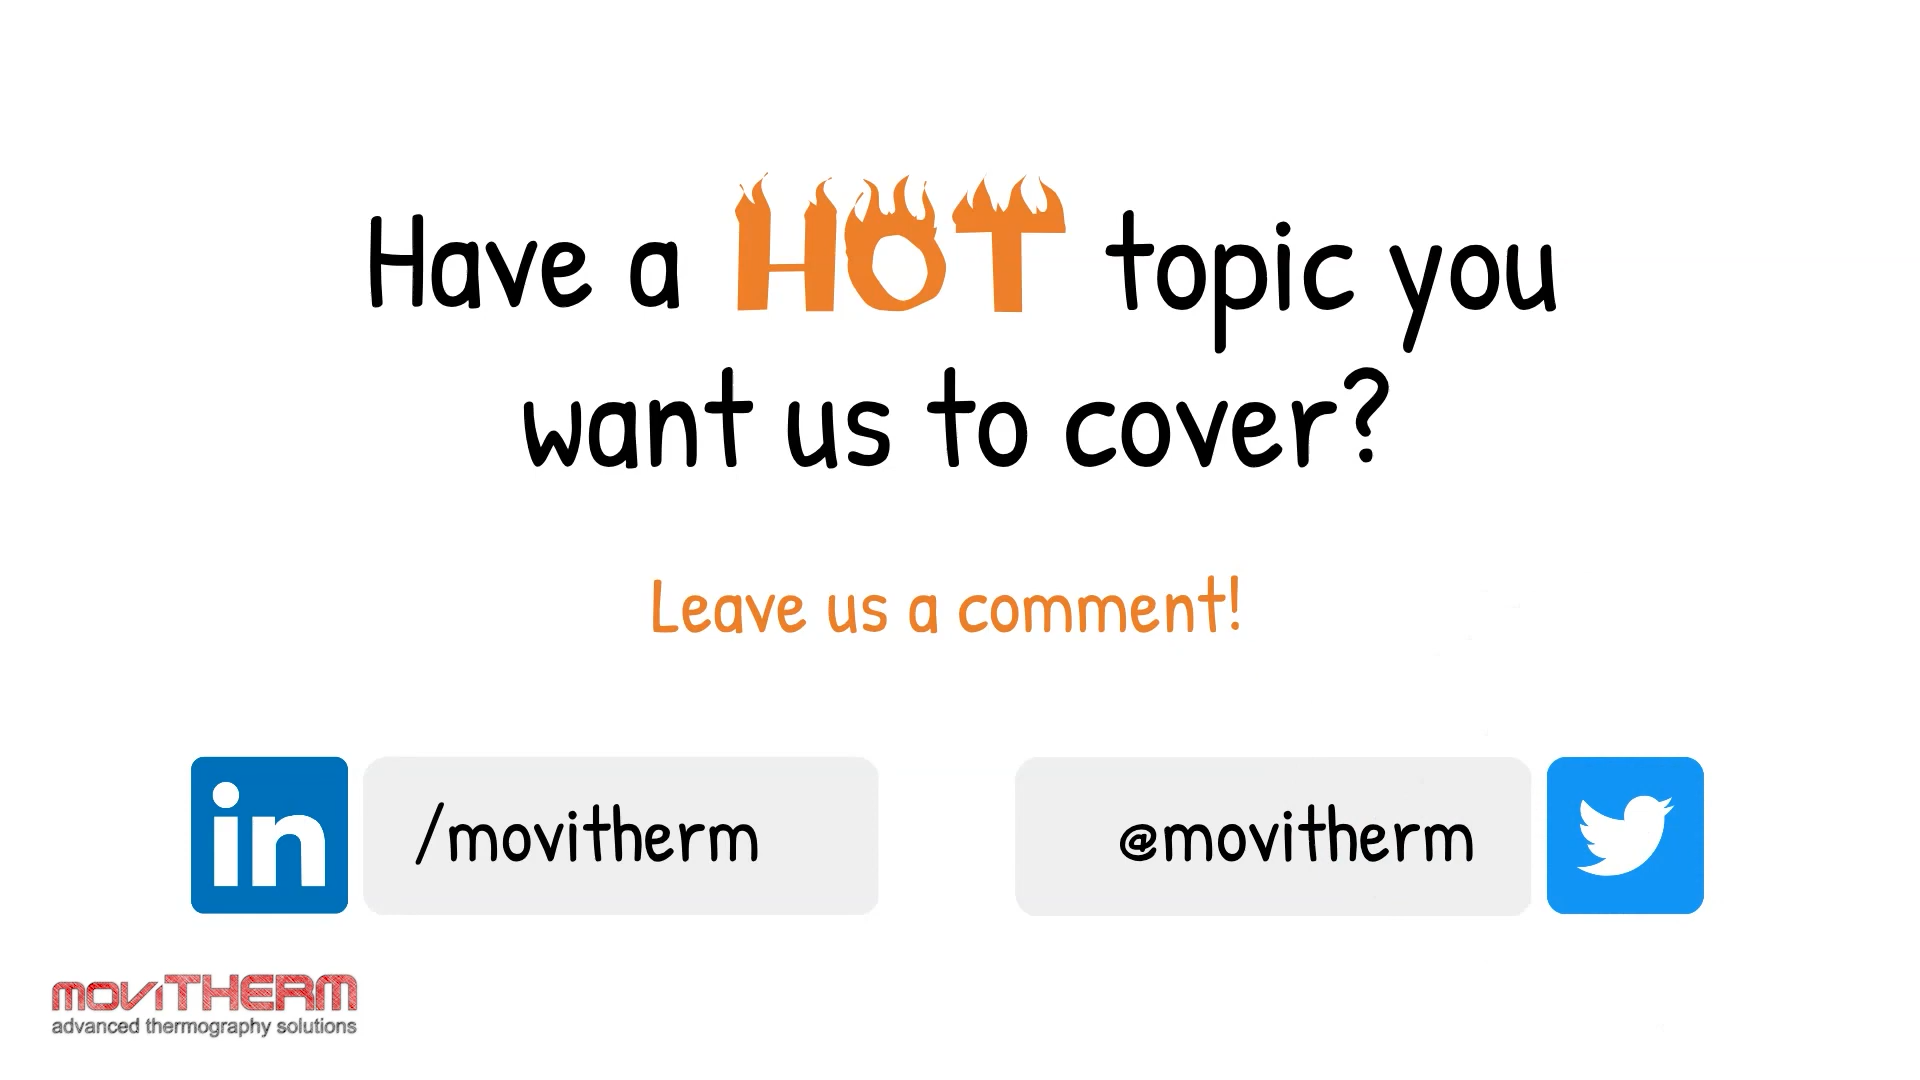 Have a HOT topic you
want us to cover?
Leave us a comment!
in /movitherm
@movitherm
moviTHERM
advanced thermography solutions